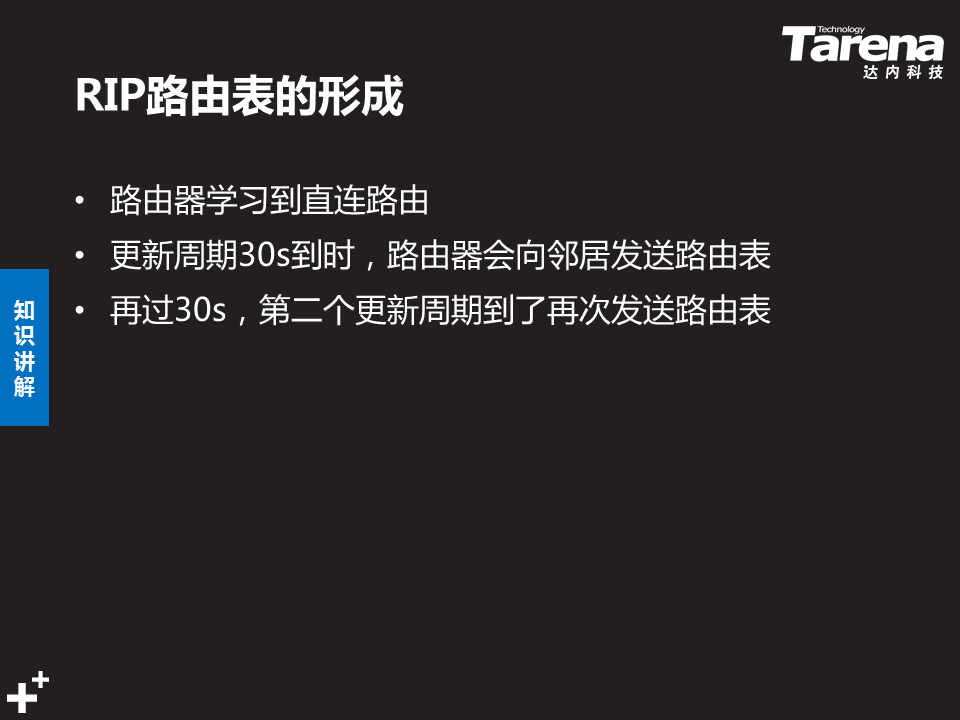 Technology
Tarena
达内科技
RIP路由表的形成
• 路由器学习到直连路由
• 更新周期30s到时，路由器会向邻居发送路由表
• 再过30s，第二个更新周期到了再次发送路由表
知识讲解